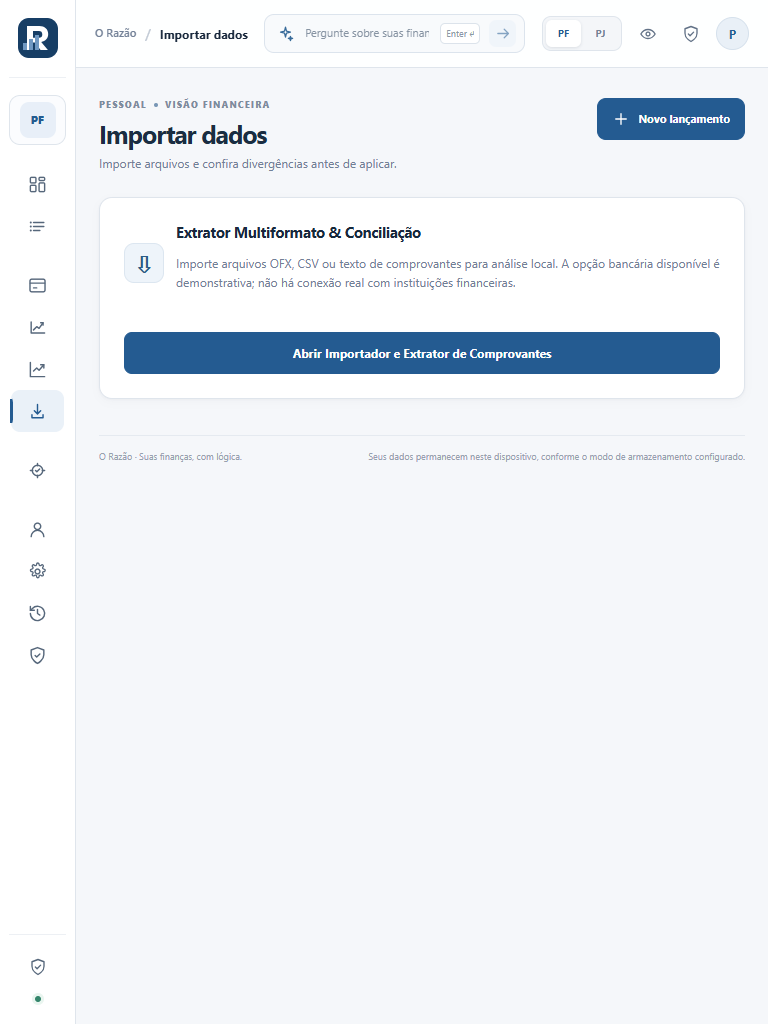 R
O Razão / Importar dados
Pergunte sobre suas finan
Enter ↵
PF
PJ
P
PF
PESSOAL • VISÃO FINANCEIRA
Importar dados
Importe arquivos e confira divergências antes de aplicar.
Novo lançamento
Extrator Multiformato & Conciliação
Importe arquivos OFX, CSV ou texto de comprovantes para análise local. A opção bancária disponível é
demonstrativa; não há conexão real com instituições financeiras.
Abrir Importador e Extrator de Comprovantes
O Razão · Suas finanças, com lógica.
Seus dados permanecem neste dispositivo, conforme o modo de armazenamento configurado.